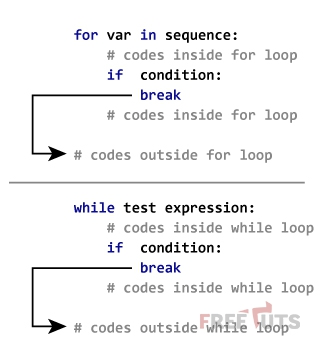 for var in sequence:
# codes inside for loop
if condition:
break
# codes inside for loop
# codes outside for loop
while test expression:
# codes inside while loop
if condition:
break
# codes inside while loop
# codes outside while loop